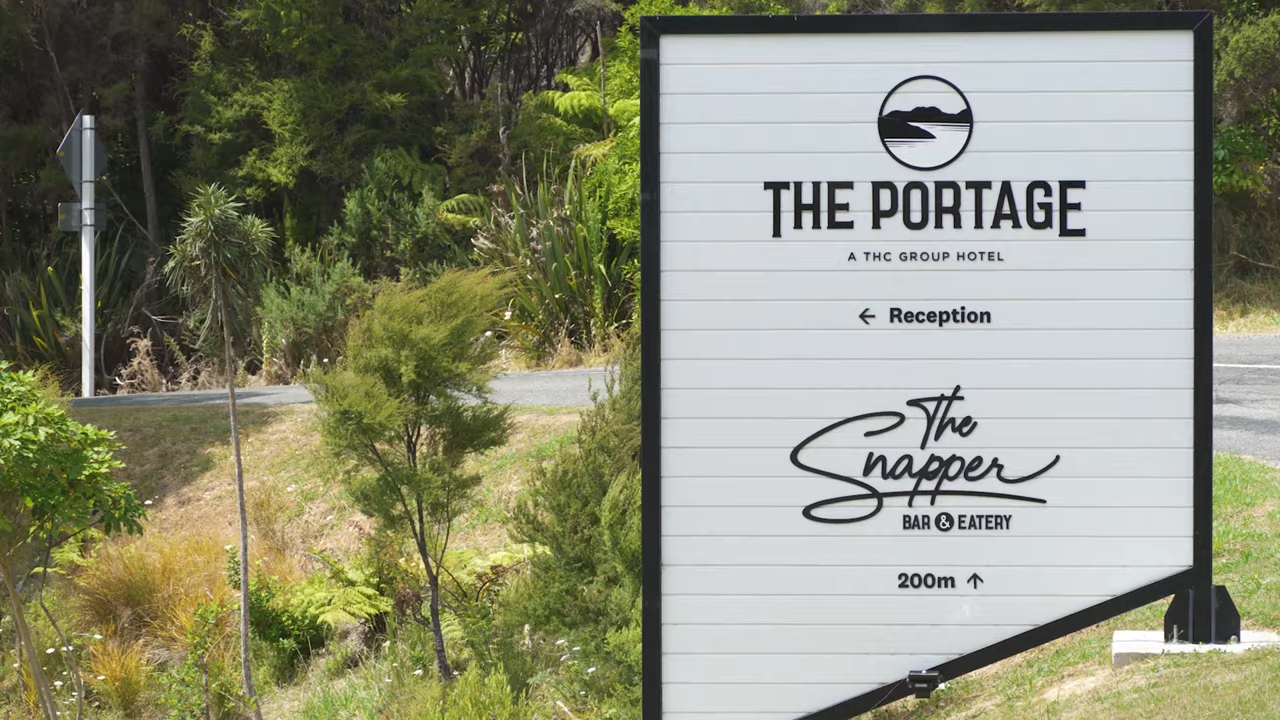 THE PORTAGE
A THC GROUP HOTEL
← Reception
The
Snapper
BAR & EATERY
200m ↑